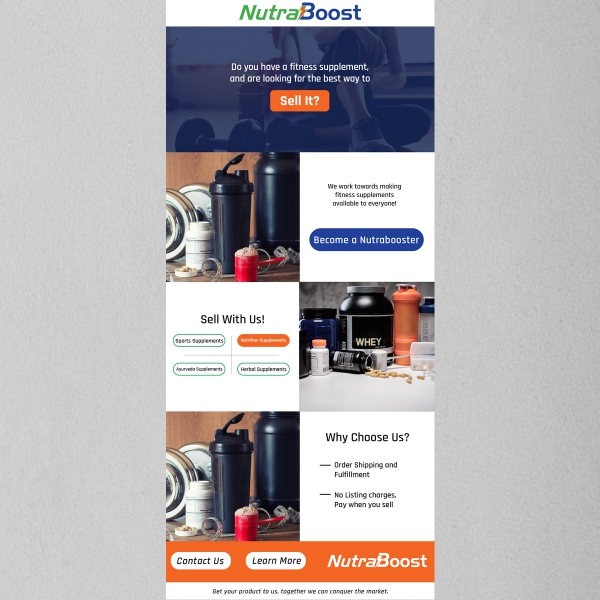 NutraBoost
Do you have a fitness supplement,
and are looking for the best way to
Sell It?
We work towards making
fitness supplements
available to everyone!
Become a Nutrabooster
Sell With Us!
Sports Supplements
Nutrition Supplements
Ayurveda Supplements
Herbal Supplements
WHEY
Why Choose Us?
Order Shipping and
Fulfillment
No Listing charges,
Pay when you sell
Contact Us
Learn More
NutraBoost
Get your product to us, together we can conquer the market.